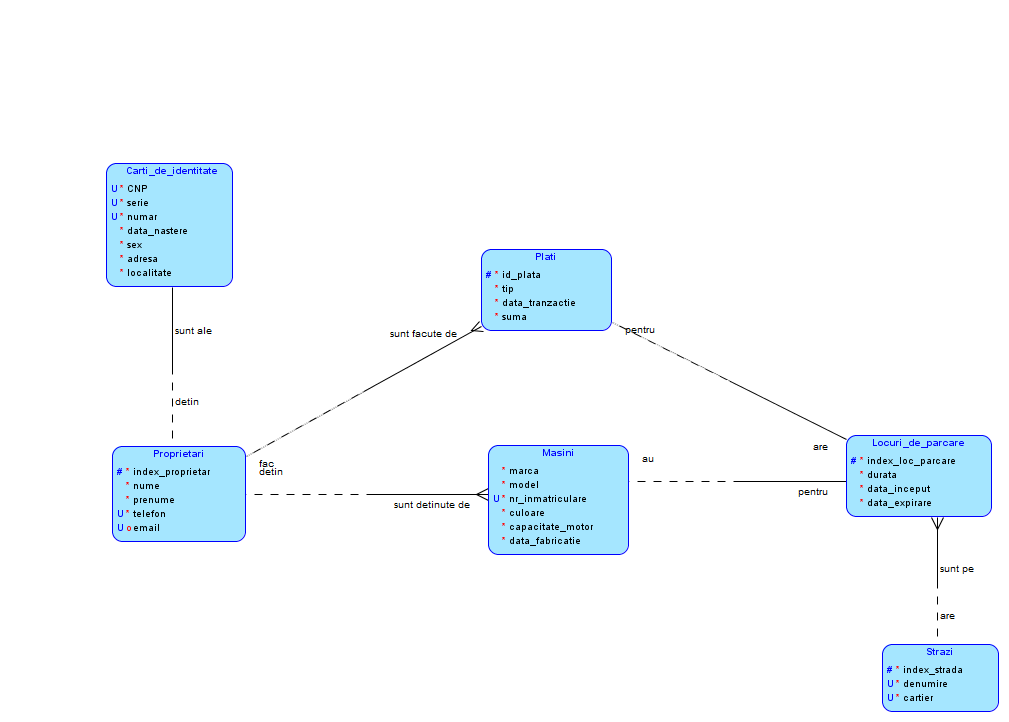 Carti_de_identitate
U * CNP
U * serie
U * numar
* data_nastere
* sex
* adresa
* localitate
sunt ale
detin
Plati
# * id_plata
* tip
* data_tranzactie
* suma
sunt facute de
pentru
fac
Proprietari
# * index_proprietar
* nume
* prenume
U * telefon
U o email
detin
sunt detinute de
Masini
* marca
* model
U * nr_inmatriculare
* culoare
* capacitate_motor
* data_fabricatie
au
are
pentru
Locuri_de_parcare
# * index_loc_parcare
* durata
* data_inceput
* data_expirare
sunt pe
are
Strazi
# * index_strada
U * denumire
U * cartier